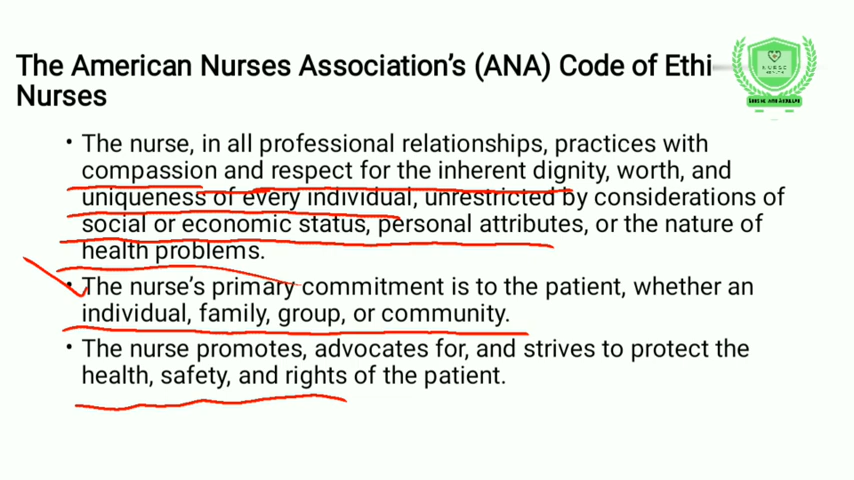 The American Nurses Association's (ANA) Code of Ethi
Nurses
• The nurse, in all professional relationships, practices with
compassion and respect for the inherent dignity, worth, and
uniqueness of every individual, unrestricted by considerations of
social or economic status, personal attributes, or the nature of
health problems.
• The nurse's primary commitment is to the patient, whether an
individual, family, group, or community.
• The nurse promotes, advocates for, and strives to protect the
health, safety, and rights of the patient.
NURSE